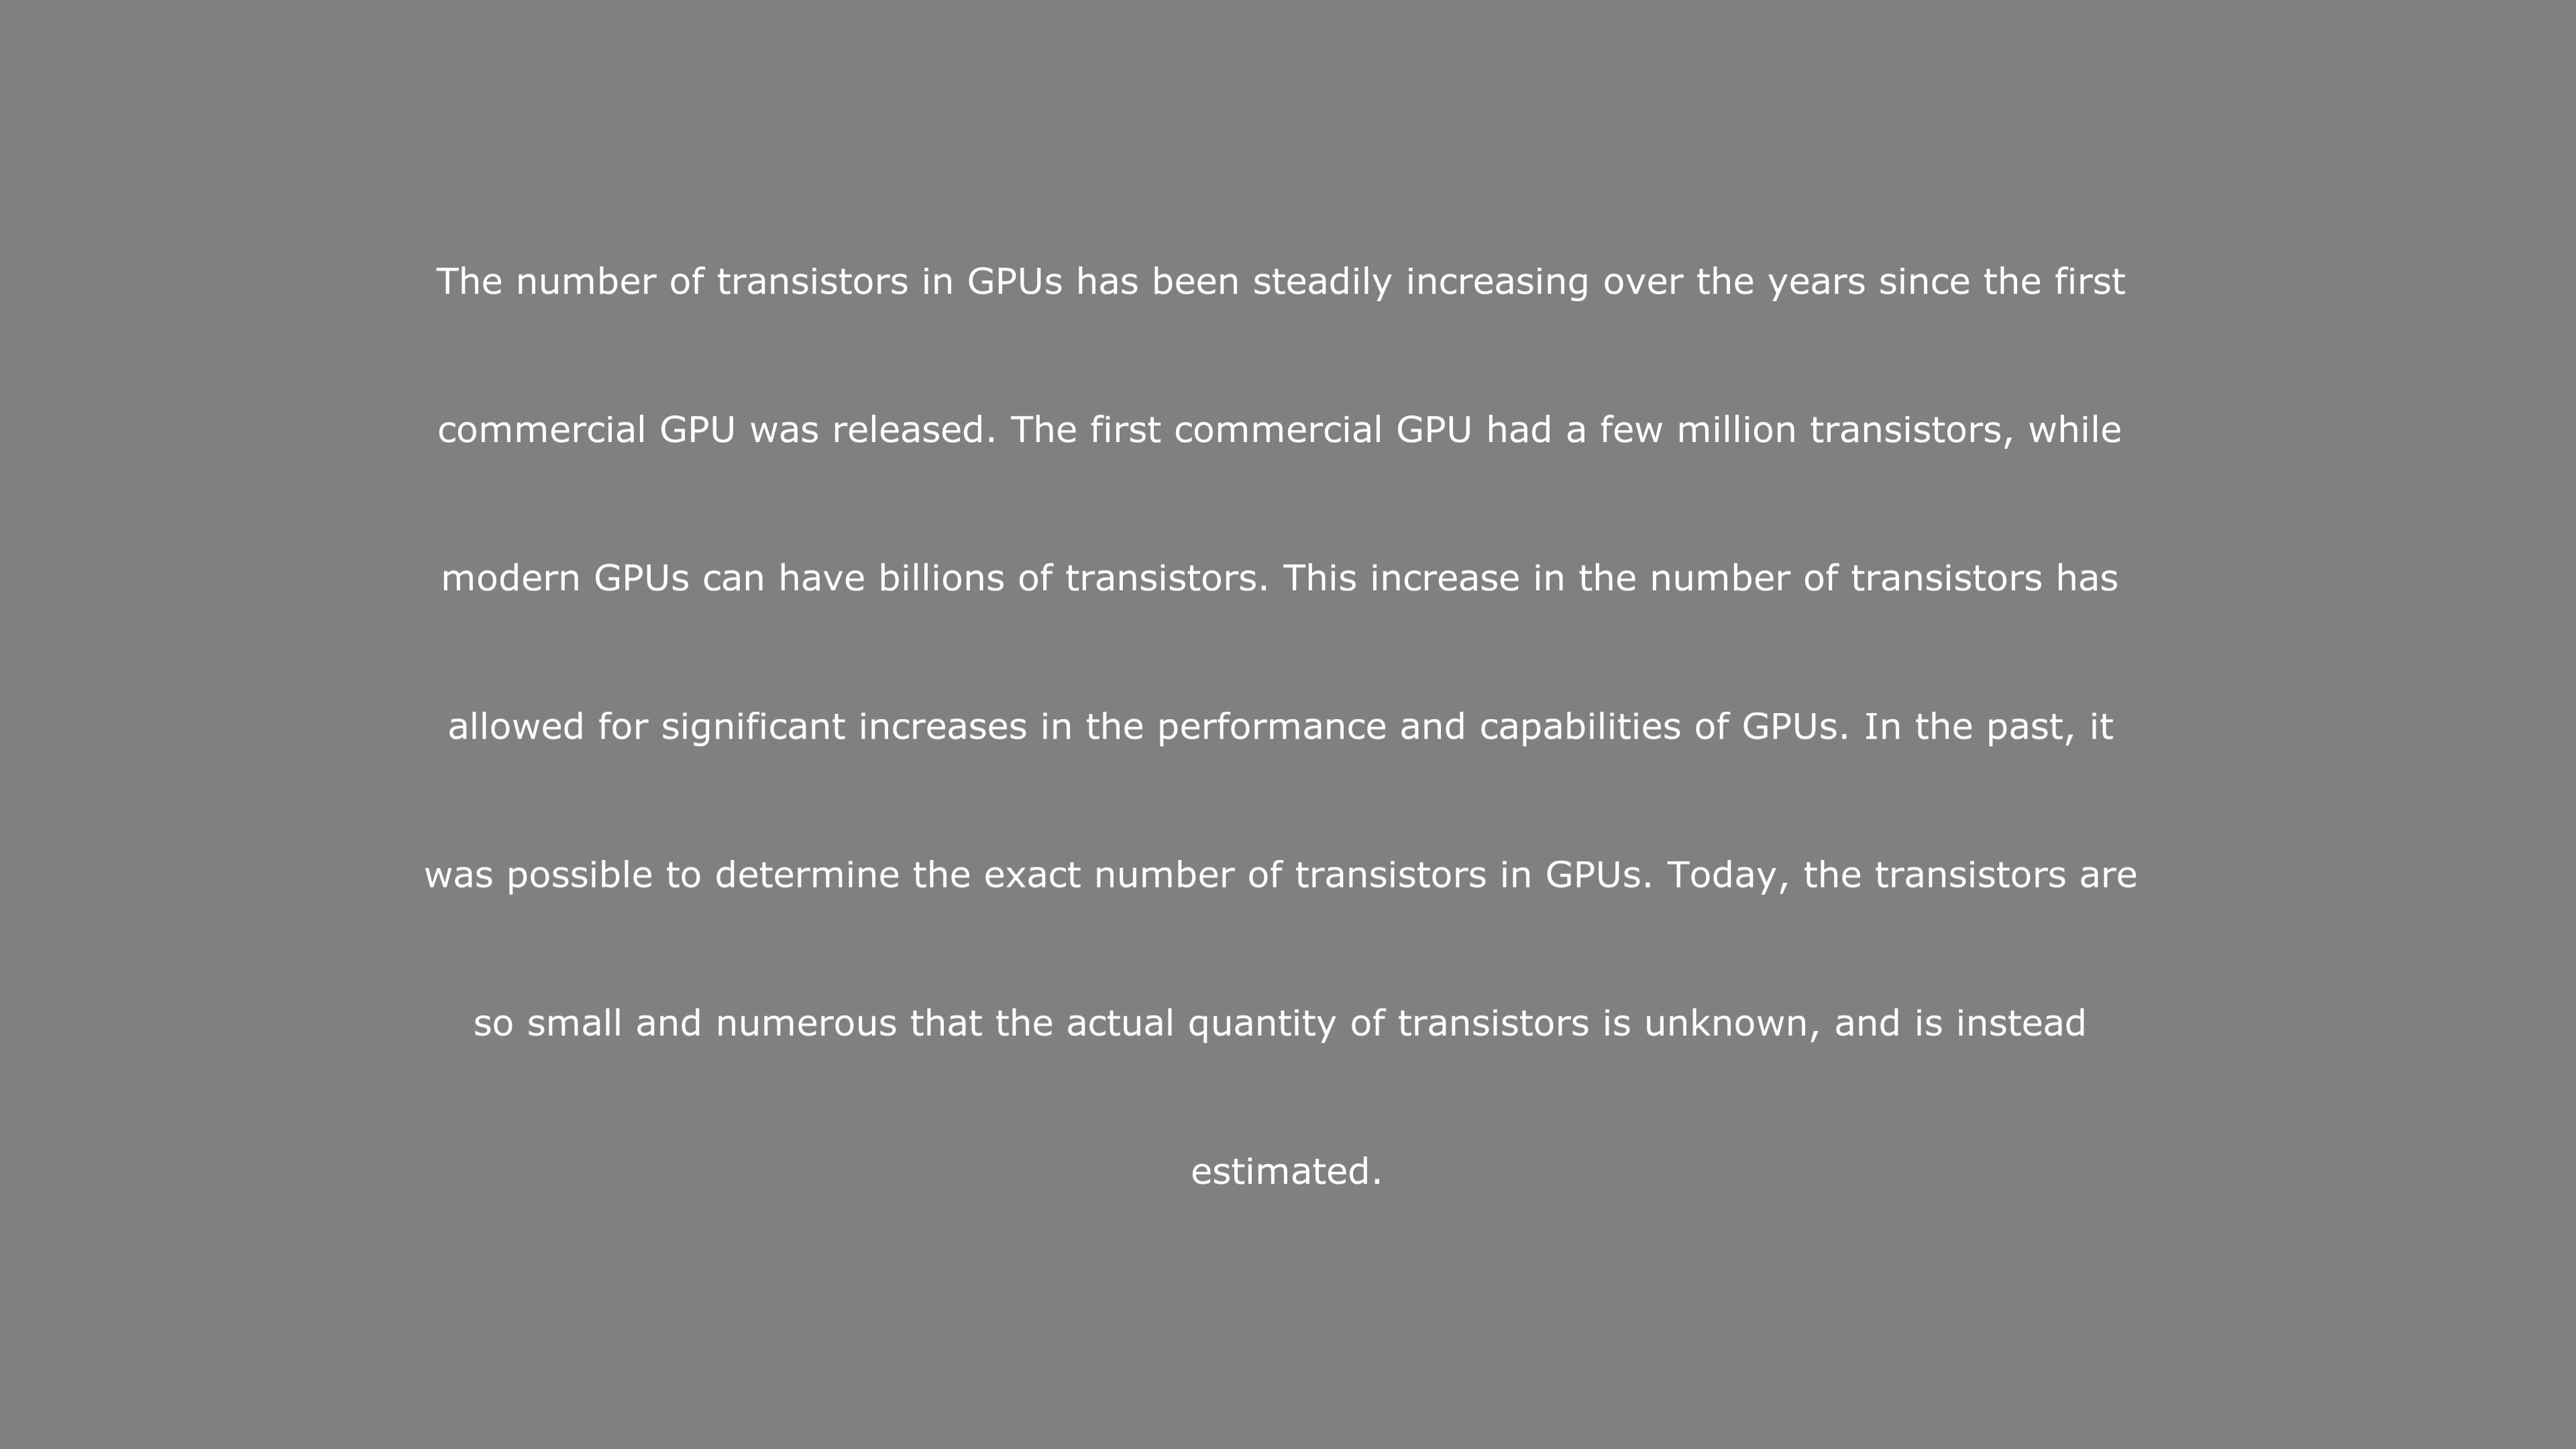 The number of transistors in GPUs has been steadily increasing over the years since the first
commercial GPU was released. The first commercial GPU had a few million transistors, while
modern GPUs can have billions of transistors. This increase in the number of transistors has
allowed for significant increases in the performance and capabilities of GPUs. In the past, it
was possible to determine the exact number of transistors in GPUs. Today, the transistors are
so small and numerous that the actual quantity of transistors is unknown, and is instead
estimated.